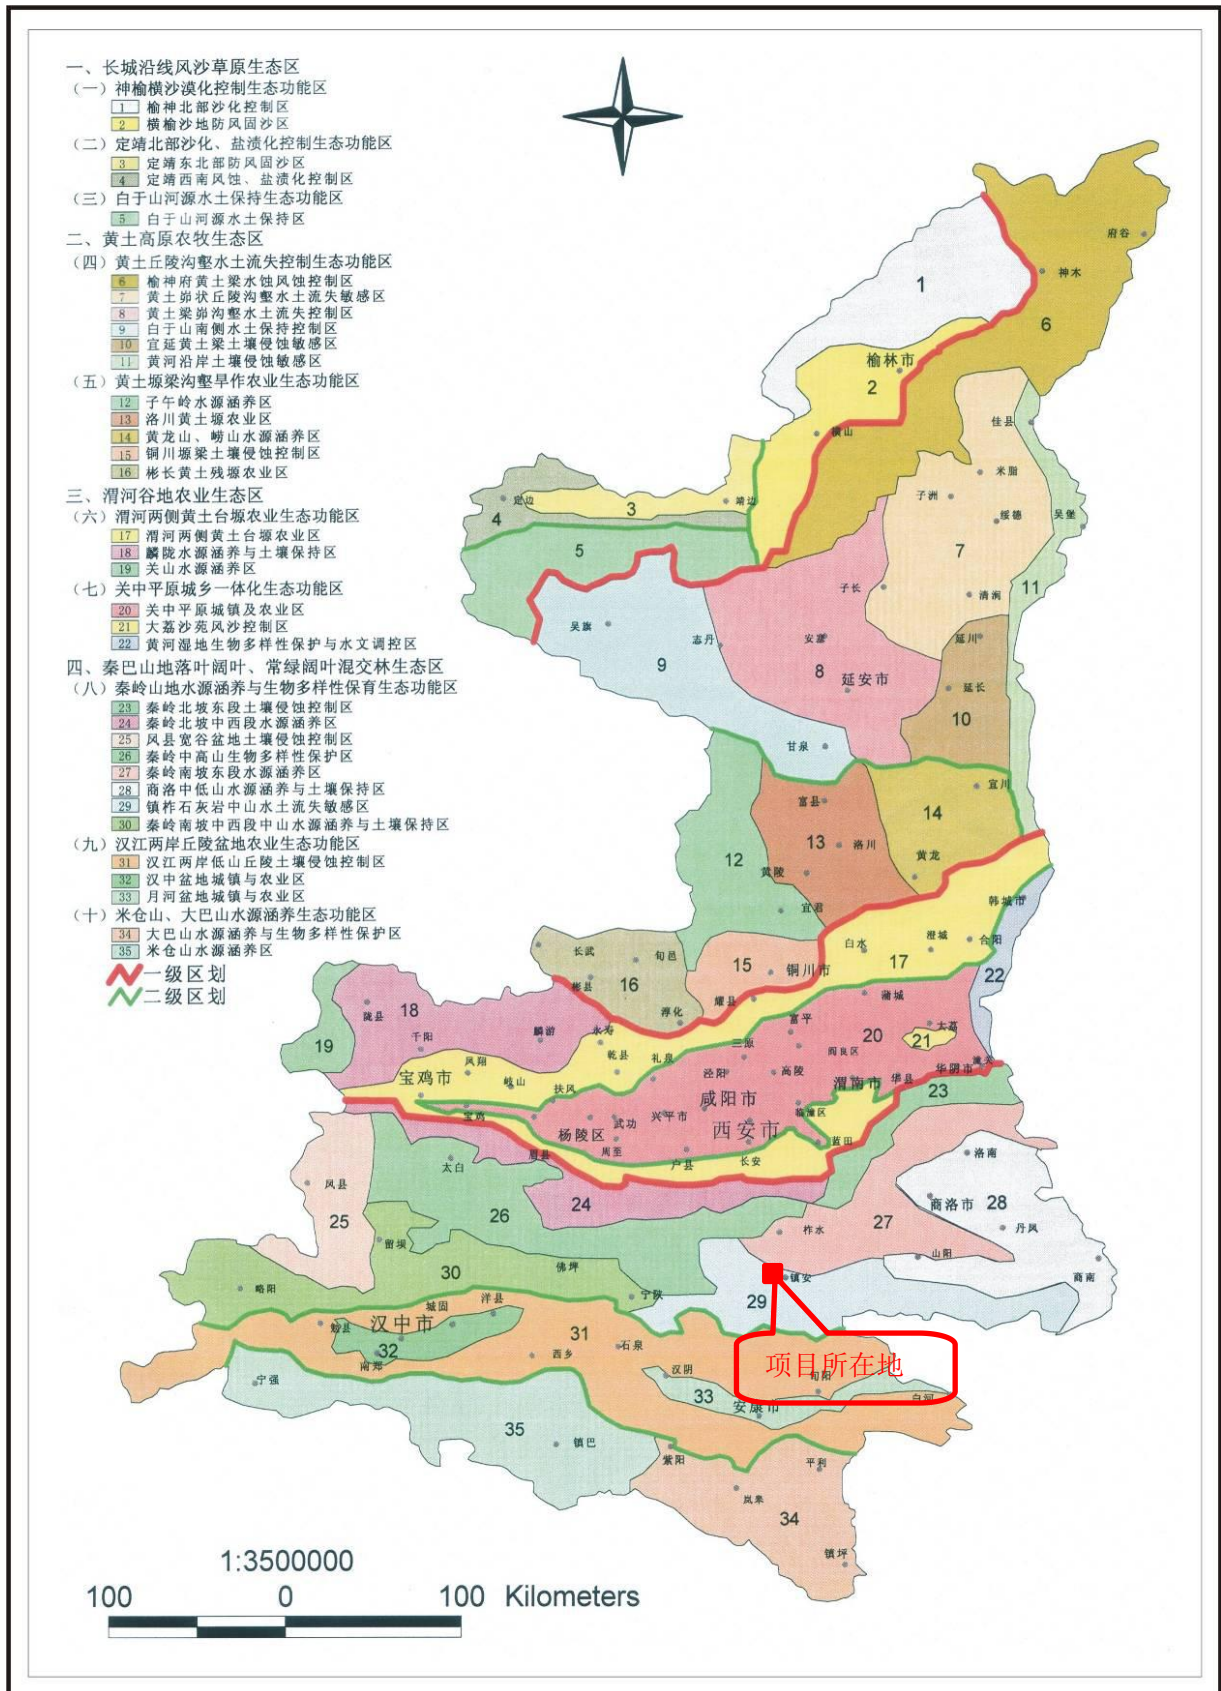 一、长城沿线风沙草原生态区
（一）神榆横沙漠化控制生态功能区
1 榆神北部沙化控制区
2 横榆沙地防风固沙区
（二）定靖北部沙化、盐渍化控制生态功能区
3 定靖东北部防风固沙区
4 定靖西南风蚀、盐渍化控制区
（三）白于山河源水土保持生态功能区
5 白于山河源水土保持区
二、黄土高原农牧生态区
（四）黄土丘陵沟壑水土流失控制生态功能区
6 榆神府黄土梁水蚀风蚀控制区
7 黄土峁状丘陵沟壑水土流失敏感区
8 黄土梁峁沟壑水土流失控制区
9 白于山南侧水土保持控制区
10 宜延黄土梁土壤侵蚀敏感区
11 黄河沿岸土壤侵蚀敏感区
（五）黄土塬梁沟壑旱作农业生态功能区
12 子午岭水源涵养区
13 洛川黄土塬农业区
14 黄龙山、崂山水源涵养区
15 铜川塬梁土壤侵蚀控制区
16 彬长黄土残塬农业区
三、渭河谷地农业生态区
（六）渭河两侧黄土台塬农业生态功能区
17 渭河两侧黄土台塬农业区
18 麟陇水源涵养与土壤保持区
19 关山水源涵养区
（七）关中平原城乡一体化生态功能区
20 关中平原城镇及农业区
21 大荔沙苑风沙控制区
22 黄河湿地生物多样性保护与水文调控区
四、秦巴山地落叶阔叶、常绿阔叶混交林生态区
（八）秦岭山地水源涵养与生物多样性保育生态功能区
23 秦岭北坡东段土壤侵蚀控制区
24 秦岭北坡中西段水源涵养区
25 凤县宽谷盆地土壤侵蚀控制区
26 秦岭中高山生物多样性保护区
27 秦岭南坡东段水源涵养区
28 商洛中低山水源涵养与土壤保持区
29 镇柞石灰岩中山水土流失敏感区
30 秦岭南坡中西段中山水源涵养与土壤保持区
（九）汉江两岸丘陵盆地农业生态功能区
31 汉江两岸低山丘陵土壤侵蚀控制区
32 汉中盆地城镇与农业区
33 月河盆地城镇与农业区
（十）米仓山、大巴山水源涵养生态功能区
34 大巴山水源涵养与生物多样性保护区
35 米仓山水源涵养区
一级区划
二级区划
府谷
神木
1
6
榆林市
2
佳县
横山
米脂
定边
靖边
子洲
绥德
吴堡
3
4
5
7
子长
清涧
11
吴旗
志丹
安塞
延川
9
8
延安市
延长
10
甘泉
宜川
富县
14
13
洛川
12
黄陵
黄龙
宜君
韩城市
长武
旬邑
白水
澄城
合阳
15
铜川市
17
22
彬县
16
18
陇县
淳化
耀县
蒲城
麟游
永寿
富平
20
大荔
19
千阳
乾县
礼泉
三原
阎良区
21
潼关
凤翔
宝鸡市
岐山
扶风
泾阳
高陵
渭南市
华县
华阴市
23
咸阳市
宝鸡
武功
兴平市
临潼区
杨陵区
西安市
蓝田
眉县
周至
户县
长安
太白
洛南
凤县
24
商洛市
28
25
26
27
丹凤
柞水
留坝
山阳
佛坪
镇安
商南
30
略阳
宁陕
29
洋县
城固
勉县
汉中市
31
石泉
32
西乡
项目所在地
南郑
汉阴
旬阳
宁强
33
安康市
白河
35
镇巴
紫阳
平利
岚皋
34
镇坪
1:3500000
100 0 100 Kilometers